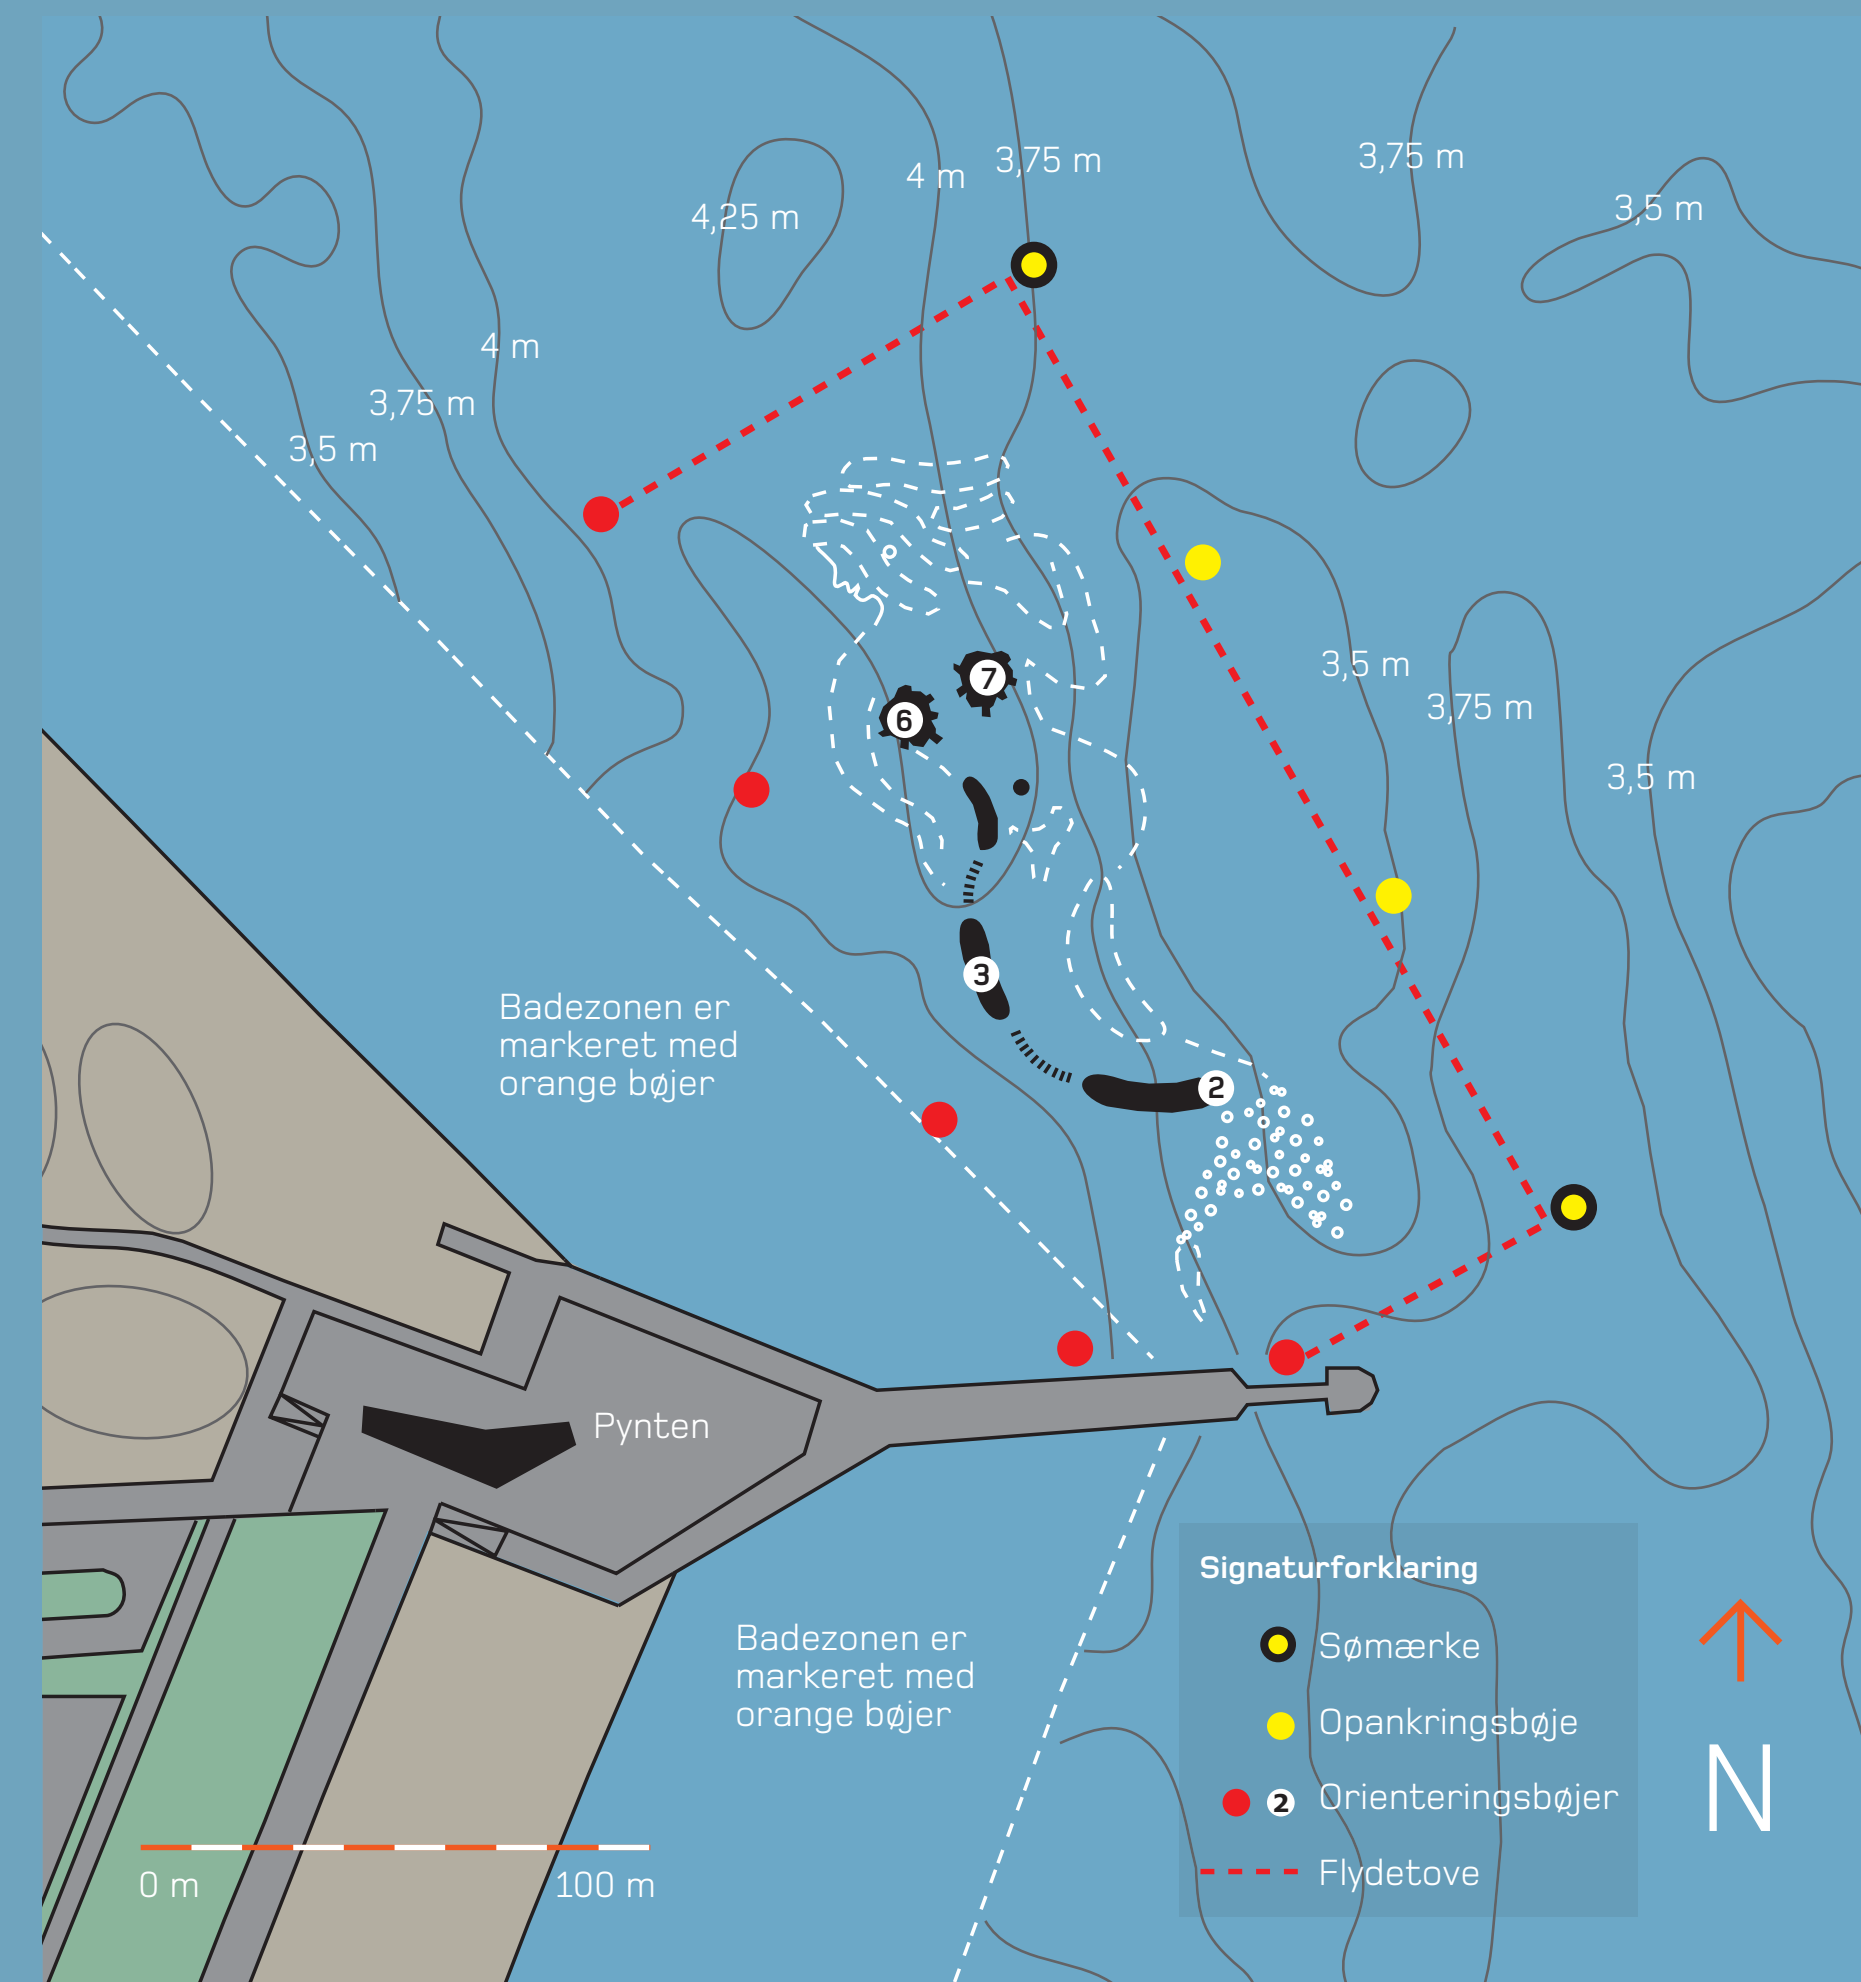 3,75 m
4 m
3,75 m
4,25 m
3,5 m
4 m
3,75 m
3,5 m
3,5 m
7
3,75 m
6
3,5 m
3
Badezonen er
markeret med
orange bøjer
2
Pynten
Signaturforklaring
Sømærke
Opankringsbøje
2 Orienteringsbøjer
Flydetove
Badezonen er
markeret med
orange bøjer
N
0 m 100 m